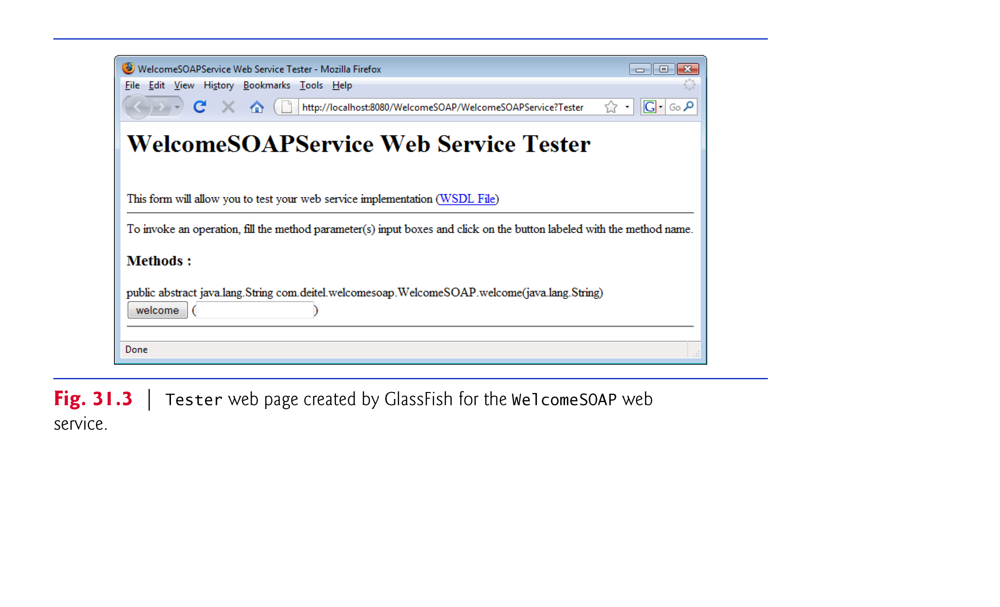 WelcomeSOAPService Web Service Tester - Mozilla Firefox
File Edit View History Bookmarks Tools Help
http://localhost:8080/WelcomeSOAP/WelcomeSOAPService?Tester G Go
WelcomeSOAPService Web Service Tester
This form will allow you to test your web service implementation (WSDL File)
To invoke an operation, fill the method parameter(s) input boxes and click on the button labeled with the method name.
Methods :
public abstract java.lang.String com.deitel.welcomesoap.WelcomeSOAP.welcome(java.lang.String)
welcome ( )
Done
Fig. 31.3 | Tester web page created by GlassFish for the WelcomeSOAP web
service.